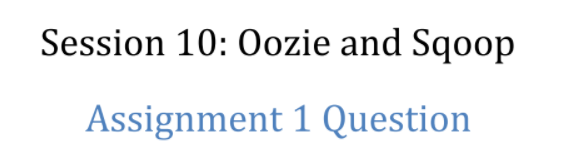 Session 10: Oozie and Sqoop
Assignment 1 Question